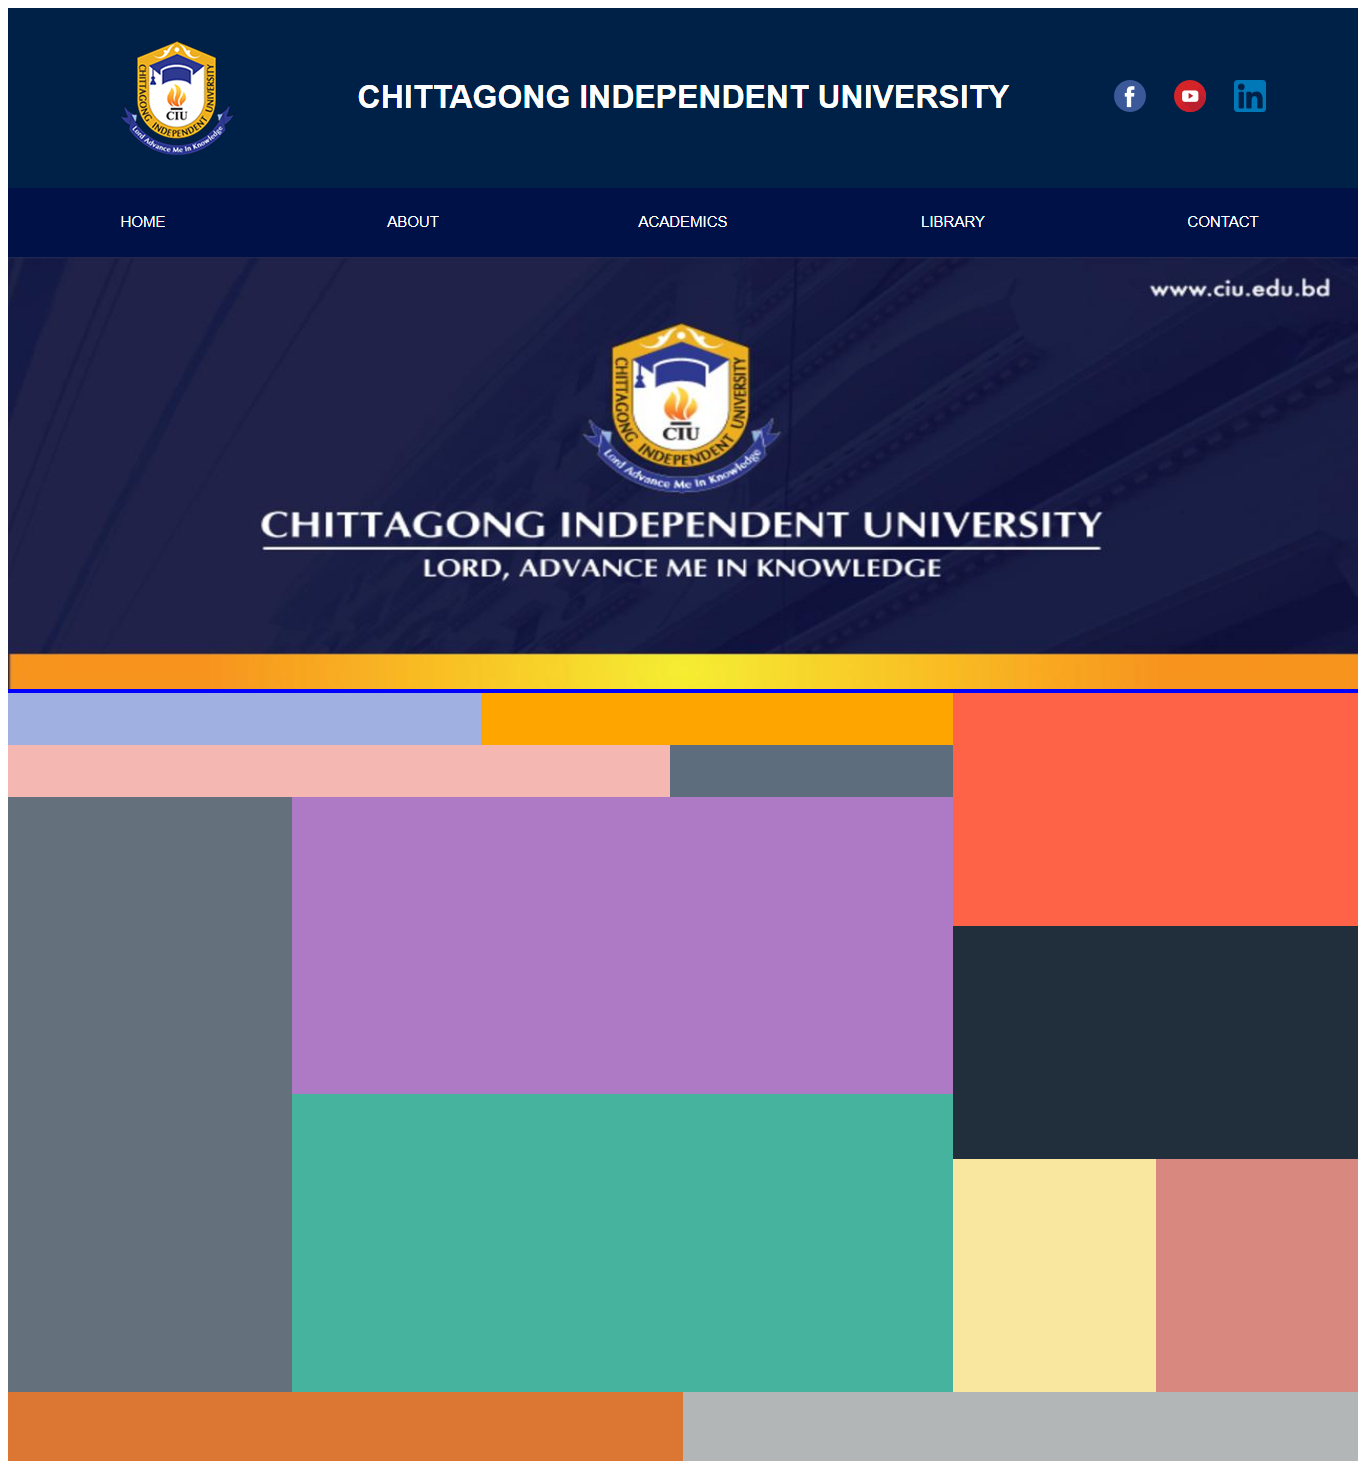 CHITTAGONG INDEPENDENT UNIVERSITY
CIU
Lord Advance Me In Knowledge
CHITTAGONG INDEPENDENT UNIVERSITY
HOME
ABOUT
ACADEMICS
LIBRARY
CONTACT
www.ciu.edu.bd
CHITTAGONG INDEPENDENT UNIVERSITY
CIU
Lord Advance Me In Knowledge
CHITTAGONG INDEPENDENT UNIVERSITY
LORD, ADVANCE ME IN KNOWLEDGE